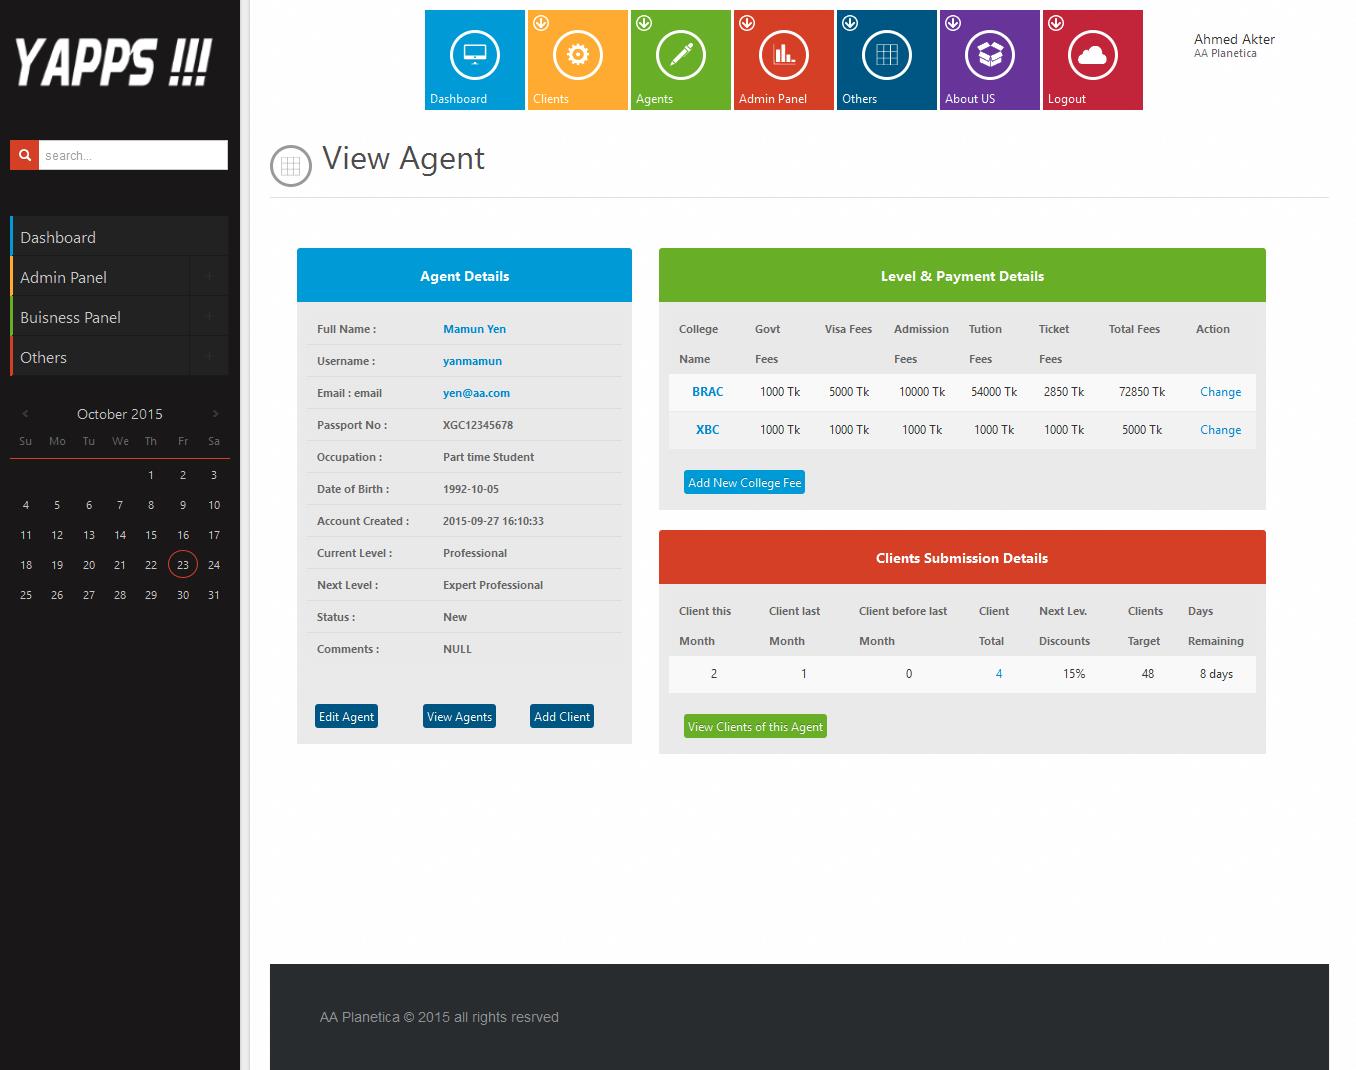 YAPPS !!!
search...
Dashboard
Admin Panel
Buisness Panel
Others
October 2015
Su Mo Tu We Th Fr Sa
1 2 3
4 5 6 7 8 9 10
11 12 13 14 15 16 17
18 19 20 21 22 23 24
25 26 27 28 29 30 31
Dashboard Clients Agents Admin Panel Others About US Logout
Ahmed Akter
AA Planetica
View Agent
Agent Details
Full Name : Mamun Yen
Username : yanmamun
Email : email yen@aa.com
Passport No : XGC12345678
Occupation : Part time Student
Date of Birth : 1992-10-05
Account Created : 2015-09-27 16:10:33
Current Level : Professional
Next Level : Expert Professional
Status : New
Comments : NULL
Edit Agent View Agents Add Client
Level & Payment Details
College Govt Visa Fees Admission Tution Ticket Total Fees Action
Name Fees Fees Fees Fees
BRAC 1000 Tk 5000 Tk 10000 Tk 54000 Tk 2850 Tk 72850 Tk Change
XBC 1000 Tk 1000 Tk 1000 Tk 1000 Tk 1000 Tk 5000 Tk Change
Add New College Fee
Clients Submission Details
Client this Client last Client before last Client Next Lev. Clients Days
Month Month Month Total Discounts Target Remaining
2 1 0 4 15% 48 8 days
View Clients of this Agent
AA Planetica © 2015 all rights resrved